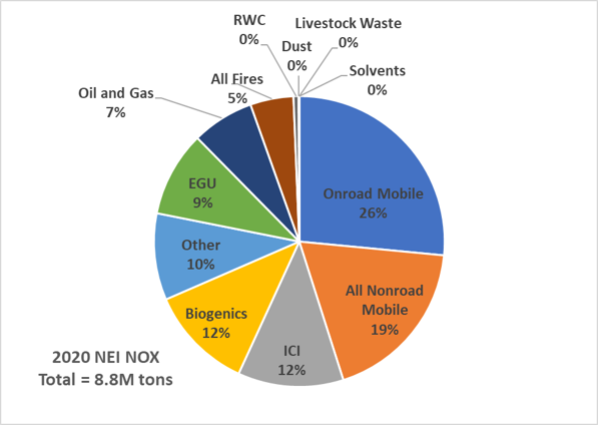 RWC
0%
Livestock Waste
0%
Dust
0%
Solvents
0%
All Fires
5%
Oil and Gas
7%
EGU
9%
Onroad Mobile
26%
Other
10%
All Nonroad
Mobile
19%
Biogenics
12%
ICI
12%
2020 NEI NOX
Total = 8.8M tons